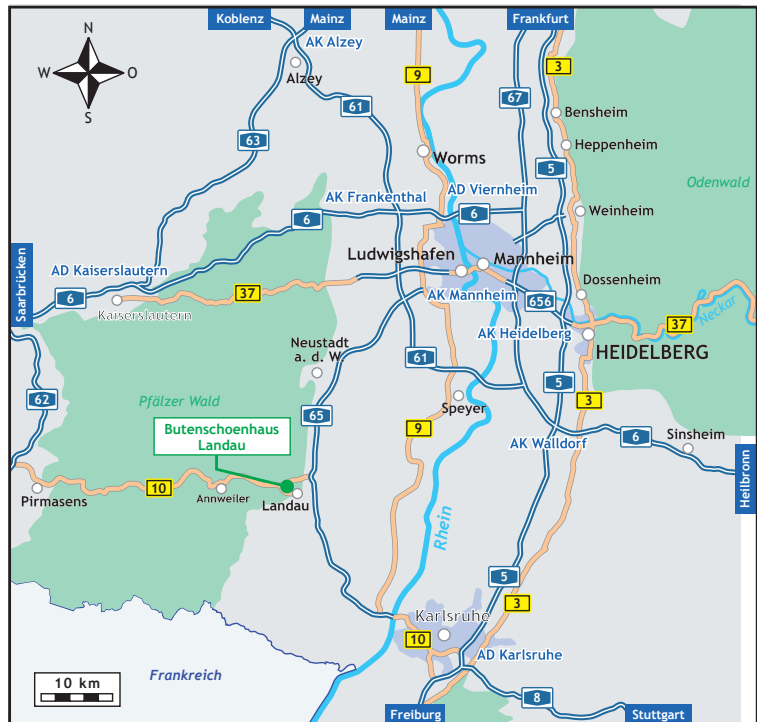 Koblenz
Mainz
Mainz
Frankfurt
N
W
O
S
AK Alzey
Alzey
9
3
67
61
63
Bensheim
Heppenheim
Worms
5
AK Frankenthal
AD Viernheim
Odenwald
6
6
Weinheim
Saarbrücken
AD Kaiserslautern
Ludwigshafen
Mannheim
6
37
Kaiserslautern
AK Mannheim
656
Dossenheim
Neckar
37
AK Heidelberg
HEIDELBERG
Neustadt
a. d. W.
61
5
62
Pfälzer Wald
65
Speyer
3
Butenschoenhaus
Landau
9
AK Walldorf
6
Sinsheim
Heilbronn
Pirmasens
10
Annweiler
Landau
Rhein
5
3
Karlsruhe
10
AD Karlsruhe
Frankreich
10 km
8
Freiburg
Stuttgart